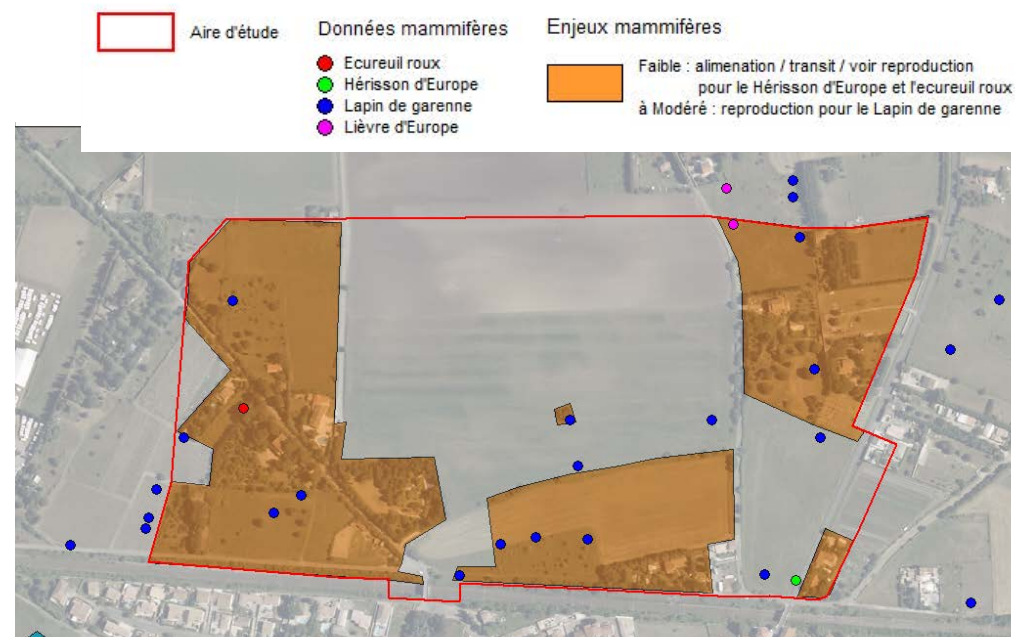 Aire d'étude
Données mammifères
Ecureuil roux
Hérisson d'Europe
Lapin de garenne
Lièvre d'Europe
Enjeux mammifères
Faible : alimenation / transit / voir reproduction
pour le Hérisson d'Europe et l'ecureuil roux
à Modéré : reproduction pour le Lapin de garenne